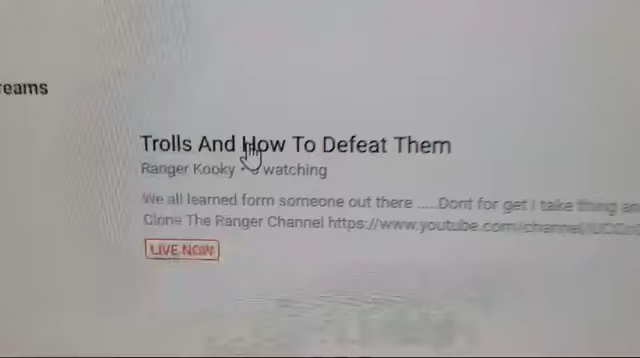 reams
Trolls And How To Defeat Them
Ranger Kooky watching
We all learned form someone out there .....Dont for get I take thing an
Clone The Ranger Channel https://www.youtube.com/channel/
LIVE NOW